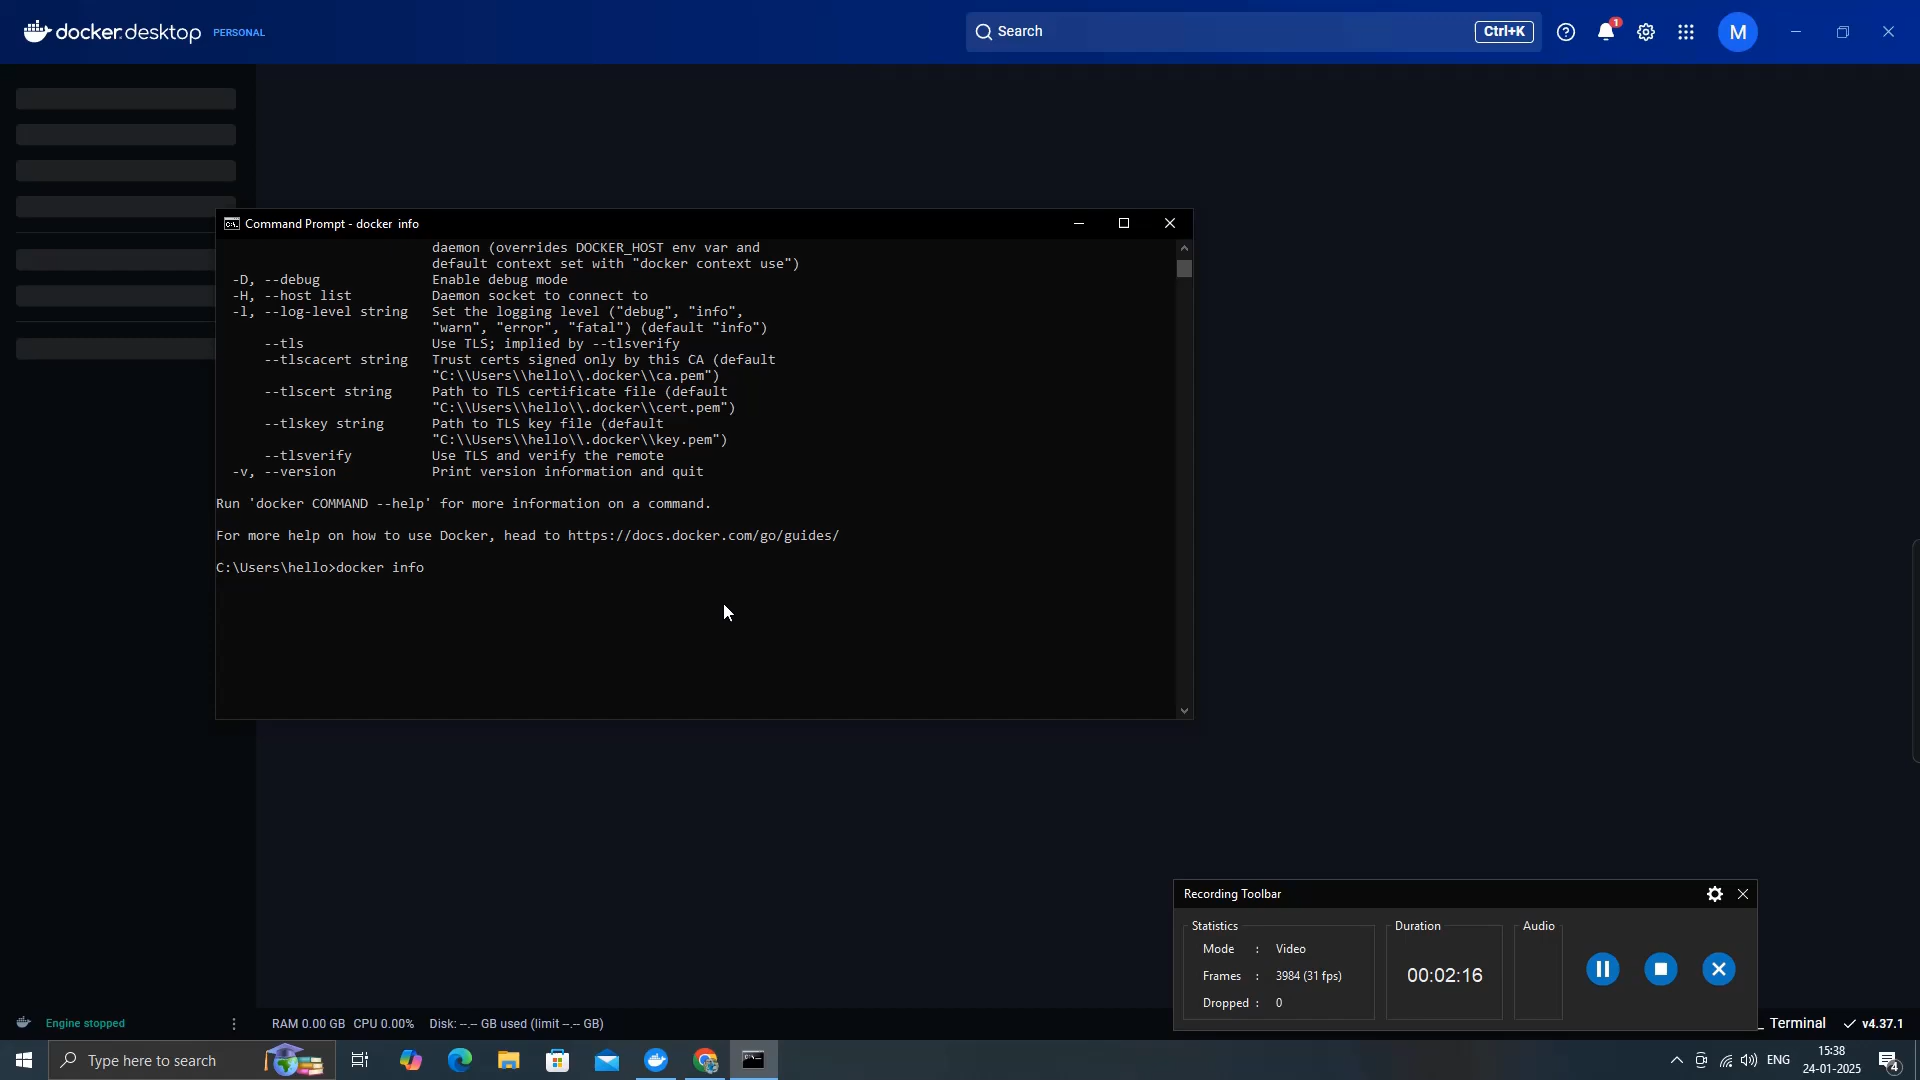 docker.desktop PERSONAL
Search
Ctrl+K
1
M
Command Prompt - docker info
daemon (overrides DOCKER_HOST env var and
default context set with "docker context use")
-D, --debug Enable debug mode
-H, --host list Daemon socket to connect to
-l, --log-level string Set the logging level ("debug", "info",
"warn", "error", "fatal") (default "info")
--tls Use TLS; implied by --tlsverify
--tlscacert string Trust certs signed only by this CA (default
"C:\\Users\\hello\\.docker\\ca.pem")
--tlscert string Path to TLS certificate file (default
"C:\\Users\\hello\\.docker\\cert.pem")
--tlskey string Path to TLS key file (default
"C:\\Users\\hello\\.docker\\key.pem")
--tlsverify Use TLS and verify the remote
-v, --version Print version information and quit
Run 'docker COMMAND --help' for more information on a command.
For more help on how to use Docker, head to https://docs.docker.com/go/guides/
C:\Users\hello>docker info
Recording Toolbar
Statistics
Mode : Video
Frames : 3984 (31 fps)
Dropped : 0
Duration
00:02:16
Audio
Engine stopped
RAM 0.00 GB CPU 0.00% Disk: --.-- GB used (limit --.-- GB)
Terminal
v4.37.1
Type here to search
ENG
15:38
24-01-2025
4